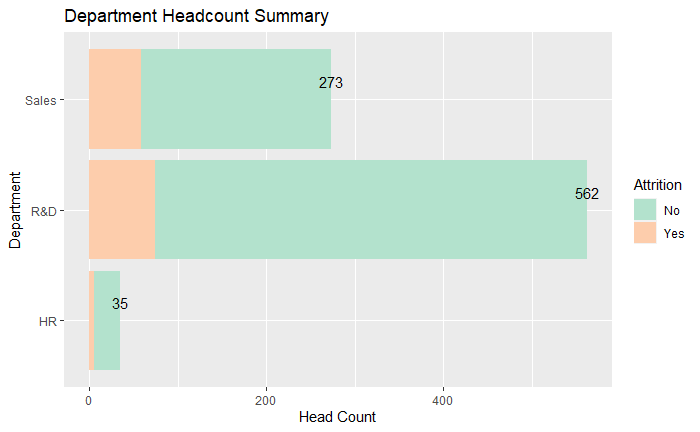 Department Headcount Summary
Sales
273
R&D
562
HR
35
Department
0 200 400
Head Count
Attrition
No
Yes